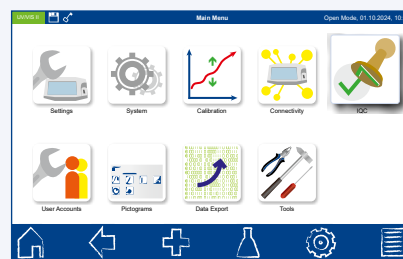 UV/VIS II Main Menu Open Mode, 01.10.2024, 10:
Settings System Calibration Connectivity IQC
User Accounts Pictograms Data Export Tools